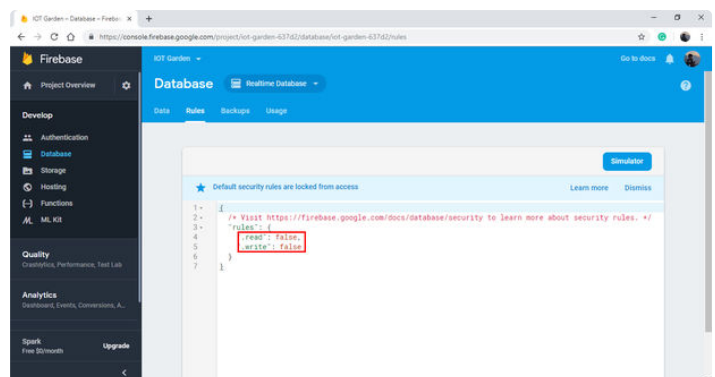 IOT Garden – Database – Fireba
https://console.firebase.google.com/project/iot-garden-637d2/database/iot-garden-637d2/rules
Firebase
IOT Garden
Go to docs
Project Overview
Database
Realtime Database
Data Rules Backups Usage
Develop
Authentication
Database
Storage
Hosting
Functions
ML Kit
Simulator
Default security rules are locked from access
Learn more Dismiss
1 {
2 /* Visit https://firebase.google.com/docs/database/security to learn more about security rules. */
3 "rules": {
4 ".read": false,
5 ".write": false
6 }
7 }
Quality
Crashlytics, Performance, Test Lab
Analytics
Dashboard, Events, Conversions, A...
Spark
Free $0/month
Upgrade